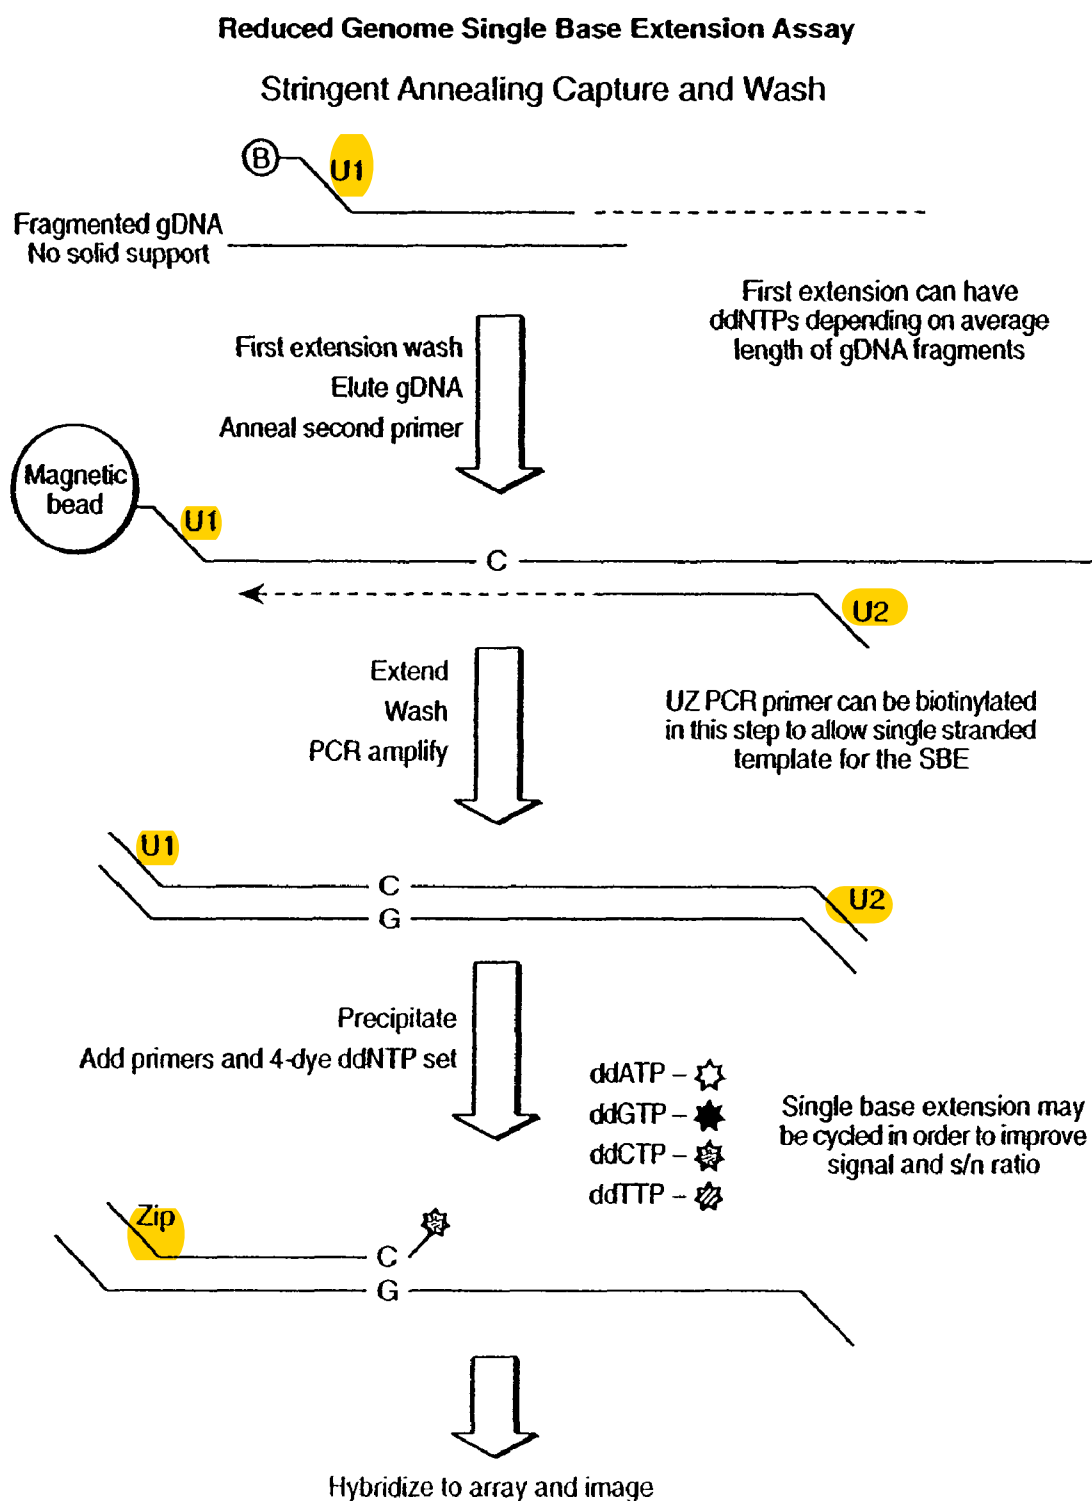 Reduced Genome Single Base Extension Assay
Stringent Annealing Capture and Wash
B
U1
Fragmented gDNA
No solid support
First extension can have
ddNTPs depending on average
length of gDNA fragments
First extension wash
Elute gDNA
Anneal second primer
Magnetic
bead
U1
C
U2
Extend
Wash
PCR amplify
UZ PCR primer can be biotinylated
in this step to allow single stranded
template for the SBE
U1
C
G
U2
Precipitate
Add primers and 4-dye ddNTP set
ddATP –
ddGTP –
ddCTP –
ddTTP –
Single base extension may
be cycled in order to improve
signal and s/n ratio
Zip
C
G
Hybridize to array and image